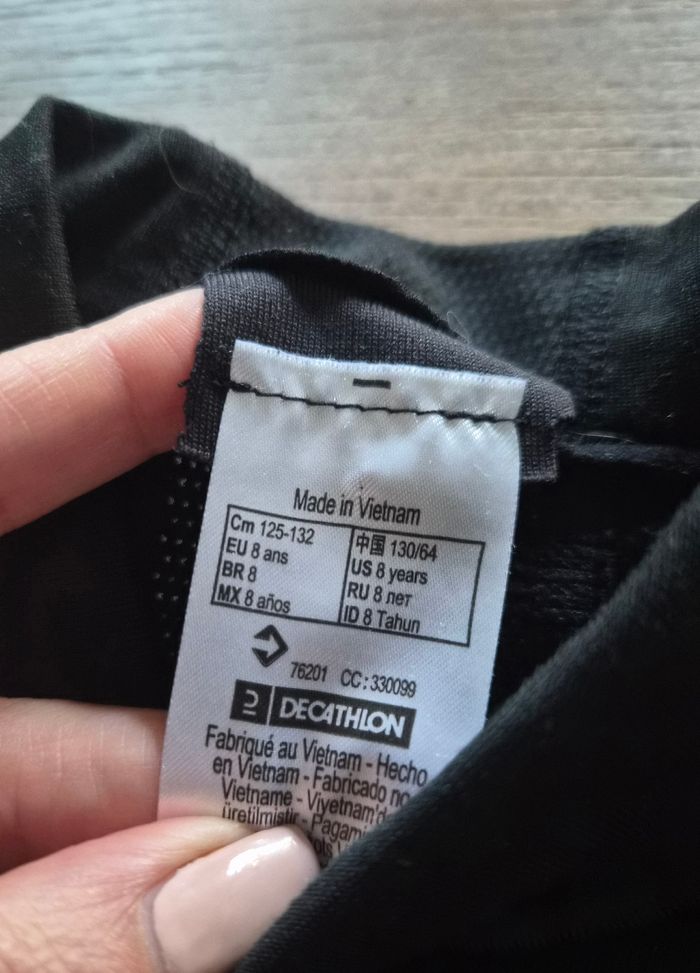 Made in Vietnam
Cm 125-132
EU 8 ans
BR 8
MX 8 años
中国 130/64
US 8 years
RU 8 лет
ID 8 Tahun
76201 CC:330099
DECATHLON
Fabriqué au Vietnam - Hecho
en Vietnam - Fabricado no
Vietname - Viyetnam'd
üretilmistir - Pagami